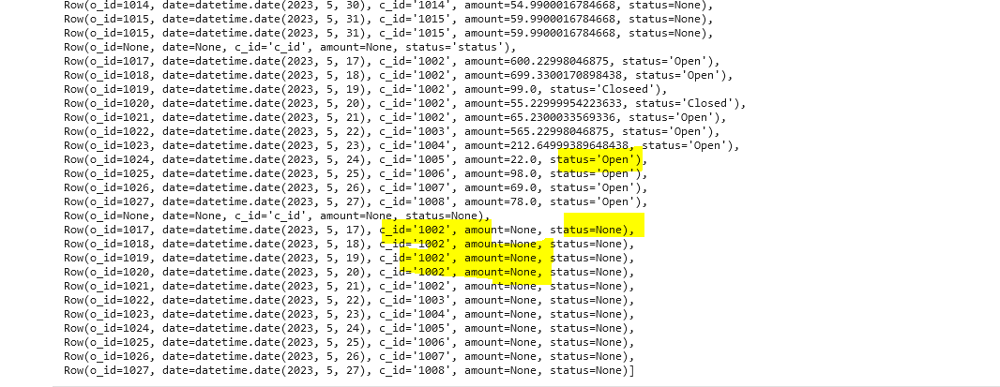 Row(o_id=1014, date=datetime.date(2023, 5, 30), c_id='1014', amount=54.9900016784668, status=None),
Row(o_id=1015, date=datetime.date(2023, 5, 31), c_id='1015', amount=59.9900016784668, status=None),
Row(o_id=1015, date=datetime.date(2023, 5, 31), c_id='1015', amount=59.9900016784668, status=None),
Row(o_id=None, date=None, c_id='c_id', amount=None, status='status'),
Row(o_id=1017, date=datetime.date(2023, 5, 17), c_id='1002', amount=600.22998046875, status='Open'),
Row(o_id=1018, date=datetime.date(2023, 5, 18), c_id='1002', amount=699.3300170898438, status='Open'),
Row(o_id=1019, date=datetime.date(2023, 5, 19), c_id='1002', amount=99.0, status='Closeed'),
Row(o_id=1020, date=datetime.date(2023, 5, 20), c_id='1002', amount=55.22999954223633, status='Closed'),
Row(o_id=1021, date=datetime.date(2023, 5, 21), c_id='1002', amount=65.2300033569336, status='Open'),
Row(o_id=1022, date=datetime.date(2023, 5, 22), c_id='1003', amount=565.22998046875, status='Open'),
Row(o_id=1023, date=datetime.date(2023, 5, 23), c_id='1004', amount=212.64999389648438, status='Open'),
Row(o_id=1024, date=datetime.date(2023, 5, 24), c_id='1005', amount=22.0, status='Open'),
Row(o_id=1025, date=datetime.date(2023, 5, 25), c_id='1006', amount=98.0, status='Open'),
Row(o_id=1026, date=datetime.date(2023, 5, 26), c_id='1007', amount=69.0, status='Open'),
Row(o_id=1027, date=datetime.date(2023, 5, 27), c_id='1008', amount=78.0, status='Open'),
Row(o_id=None, date=None, c_id='c_id', amount=None, status=None),
Row(o_id=1017, date=datetime.date(2023, 5, 17), c_id='1002', amount=None, status=None),
Row(o_id=1018, date=datetime.date(2023, 5, 18), c_id='1002', amount=None, status=None),
Row(o_id=1019, date=datetime.date(2023, 5, 19), c_id='1002', amount=None, status=None),
Row(o_id=1020, date=datetime.date(2023, 5, 20), c_id='1002', amount=None, status=None),
Row(o_id=1021, date=datetime.date(2023, 5, 21), c_id='1002', amount=None, status=None),
Row(o_id=1022, date=datetime.date(2023, 5, 22), c_id='1003', amount=None, status=None),
Row(o_id=1023, date=datetime.date(2023, 5, 23), c_id='1004', amount=None, status=None),
Row(o_id=1024, date=datetime.date(2023, 5, 24), c_id='1005', amount=None, status=None),
Row(o_id=1025, date=datetime.date(2023, 5, 25), c_id='1006', amount=None, status=None),
Row(o_id=1026, date=datetime.date(2023, 5, 26), c_id='1007', amount=None, status=None),
Row(o_id=1027, date=datetime.date(2023, 5, 27), c_id='1008', amount=None, status=None)]